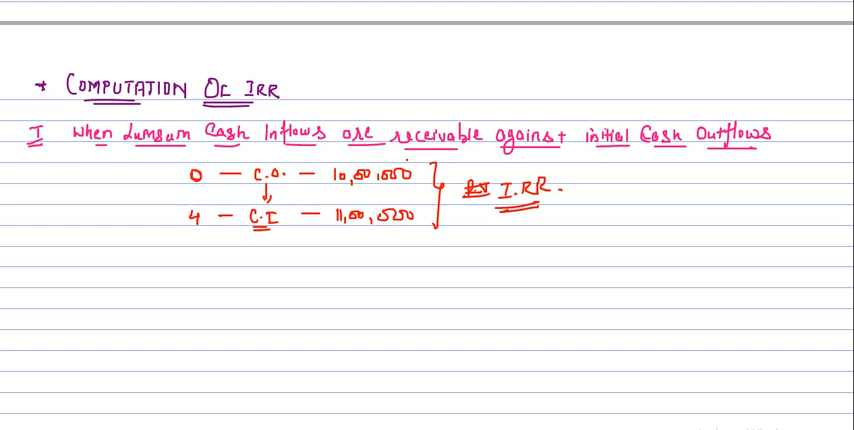 * COMPUTATION OF IRR
I When Lumsum Cash Inflows are receivable against initial Cash Outflows
0 — C.O. — 10,00,000
I.RR.
4 — C.I — 11,00,000